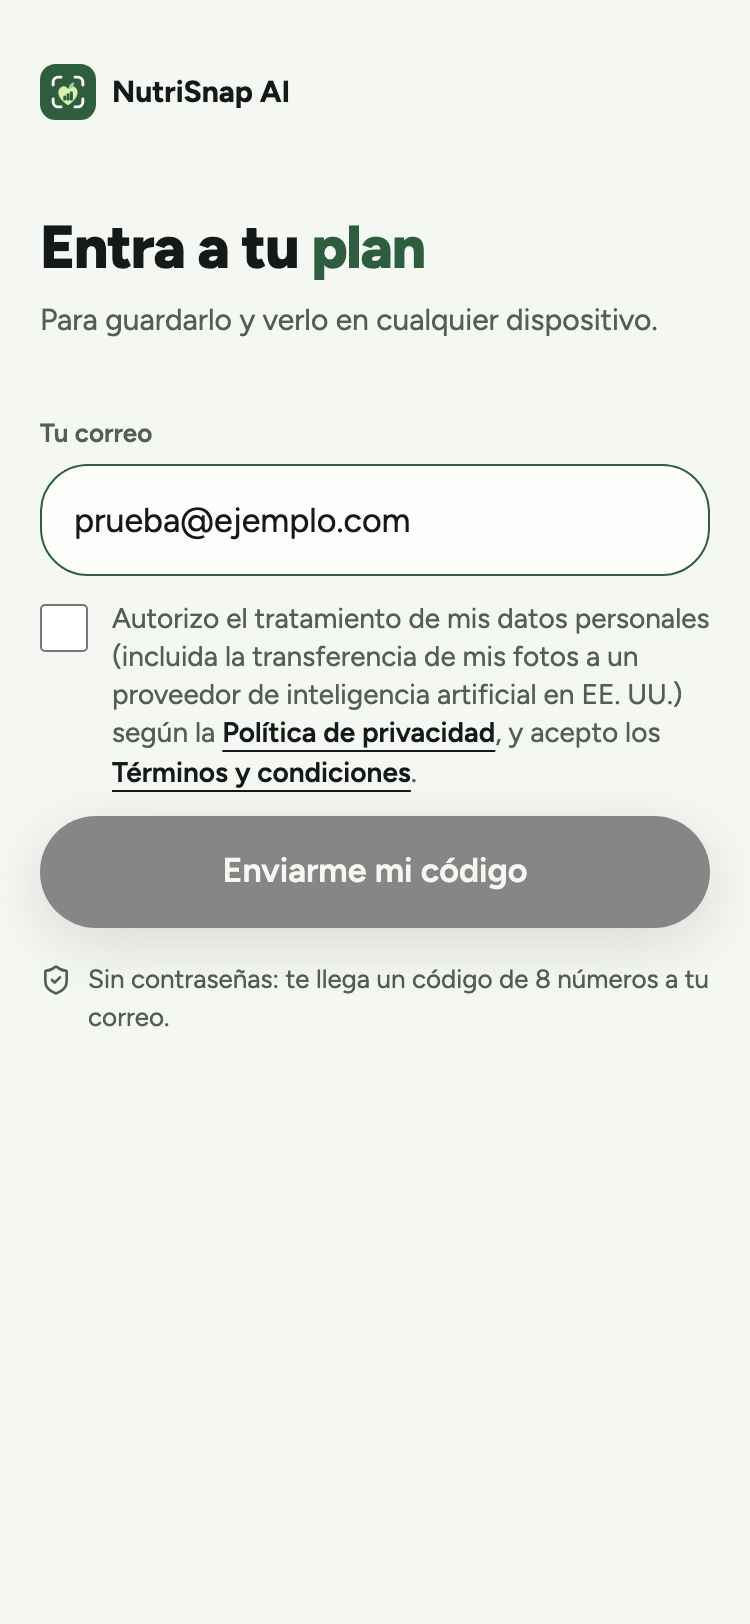 NutriSnap AI
Entra a tu plan
Para guardarlo y verlo en cualquier dispositivo.
Tu correo
prueba@ejemplo.com
Autorizo el tratamiento de mis datos personales
(incluida la transferencia de mis fotos a un
proveedor de inteligencia artificial en EE. UU.)
según la Política de privacidad, y acepto los
Términos y condiciones.
Enviarme mi código
Sin contraseñas: te llega un código de 8 números a tu
correo.